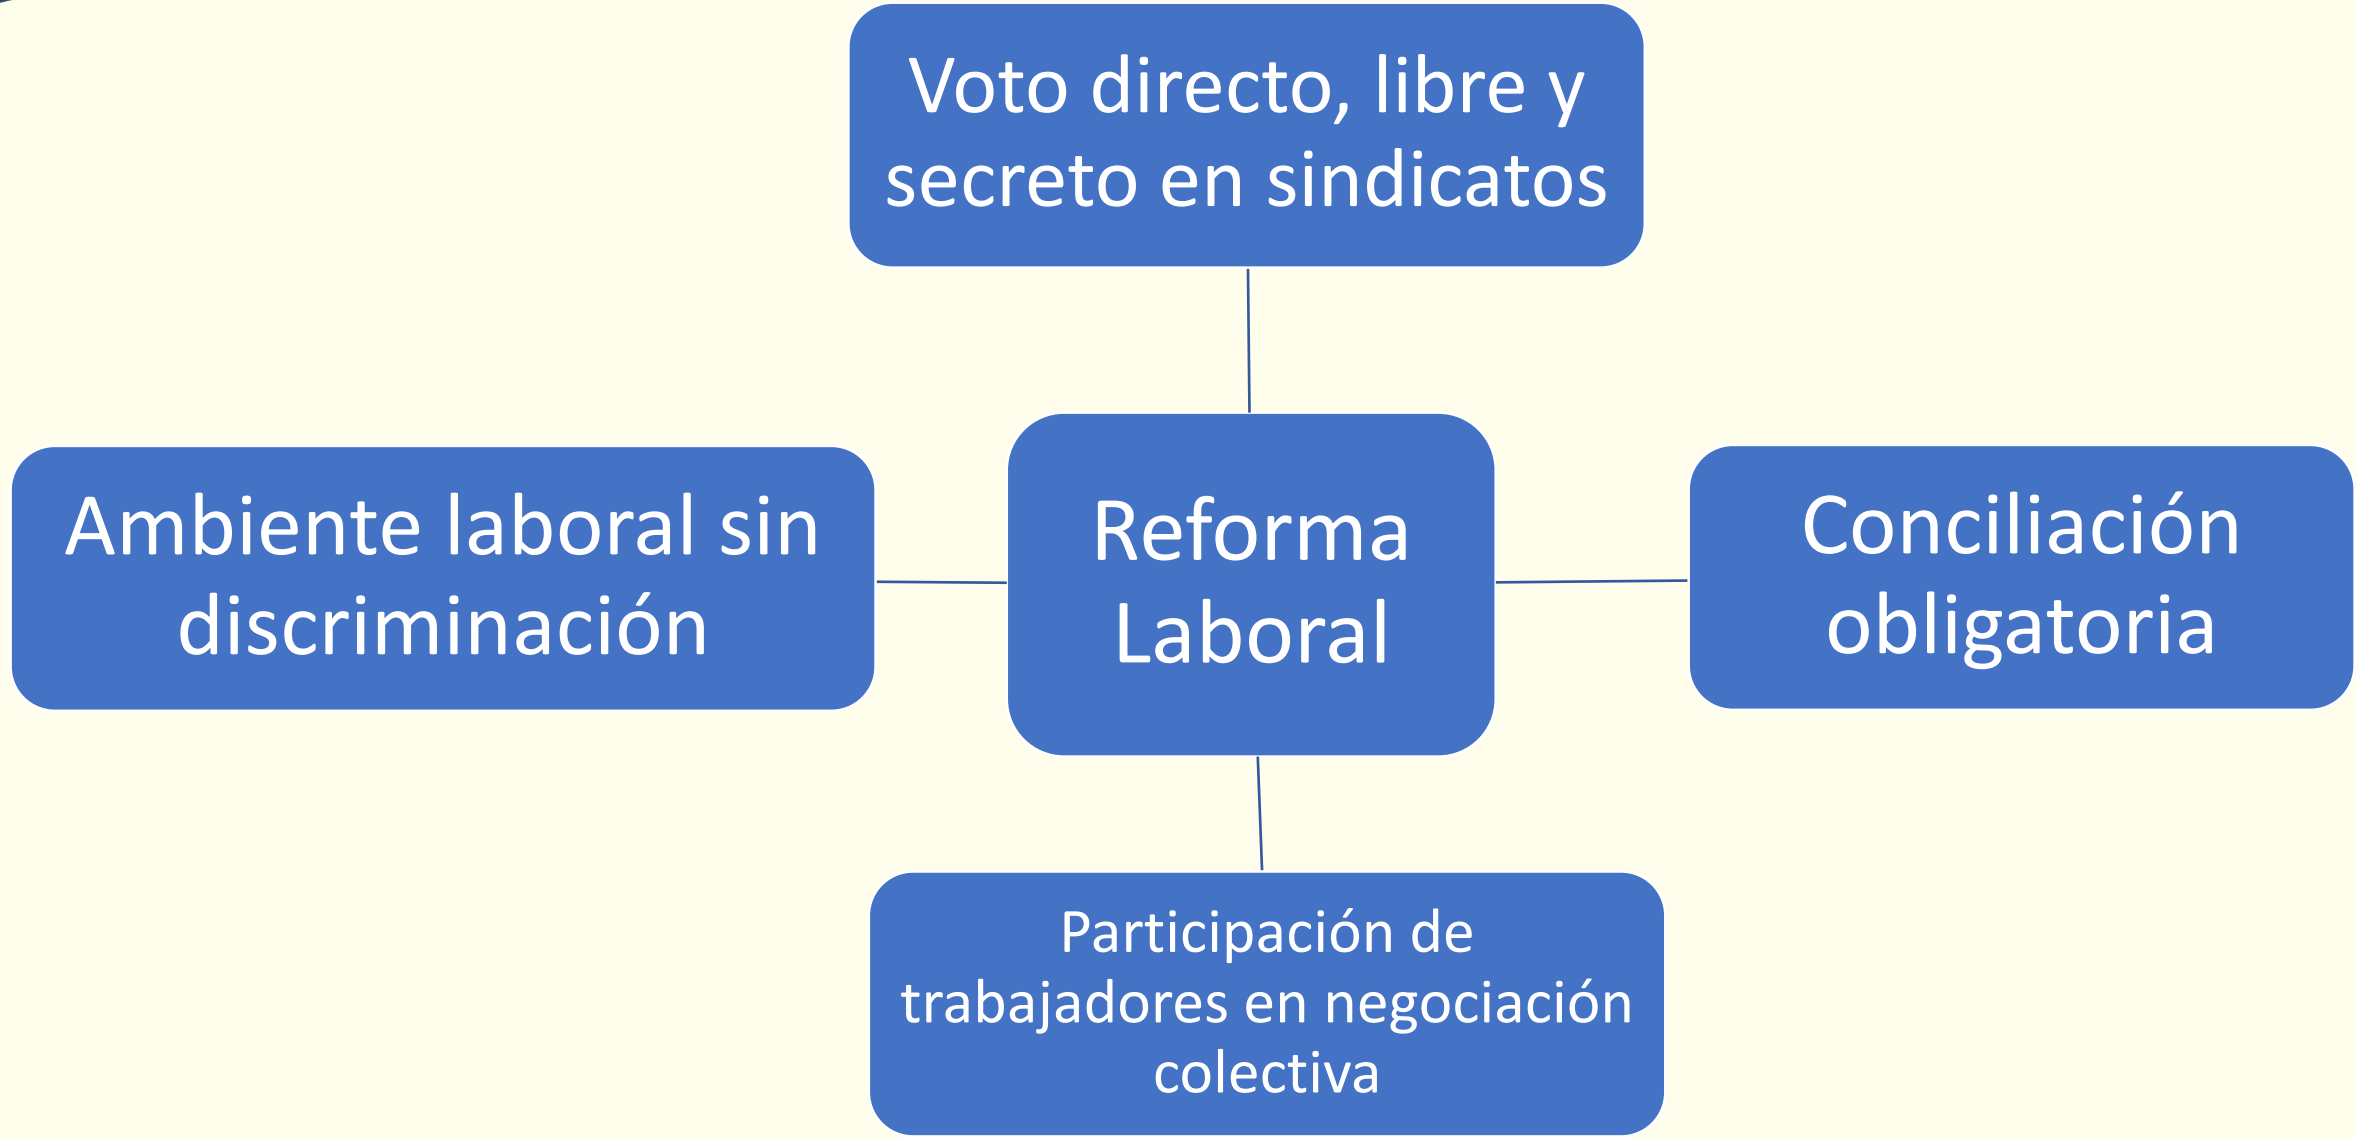 Voto directo, libre y
secreto en sindicatos
Ambiente laboral sin
discriminación
Reforma
Laboral
Conciliación
obligatoria
Participación de
trabajadores en negociación
colectiva